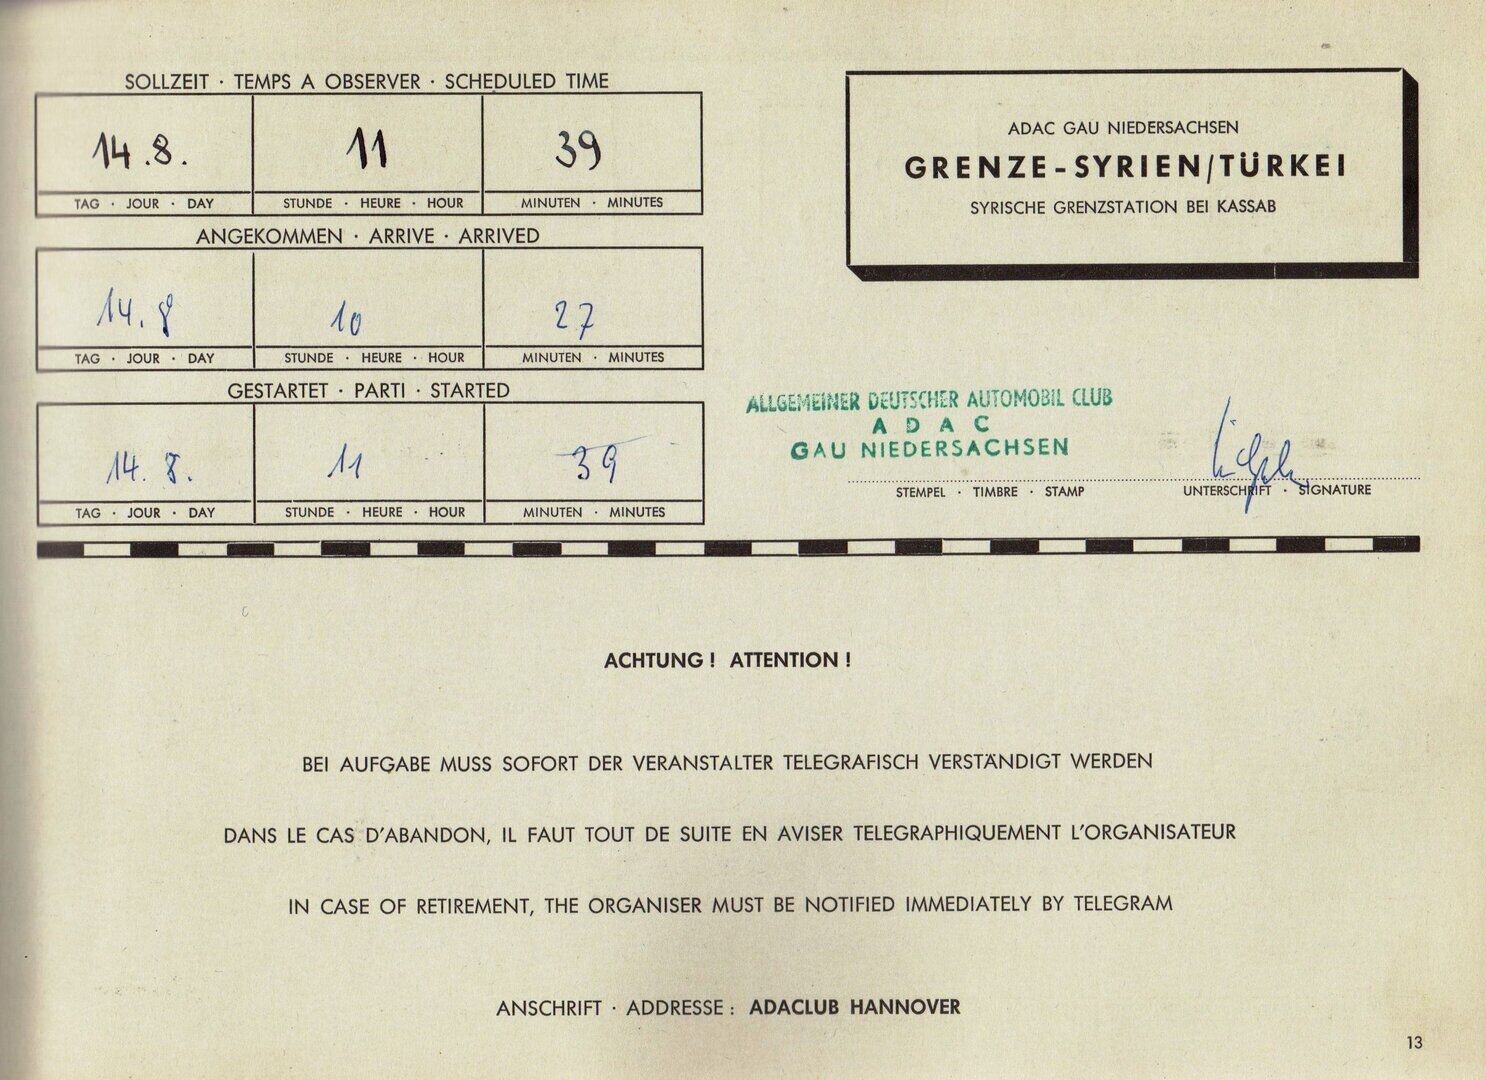 SOLLZEIT · TEMPS A OBSERVER · SCHEDULED TIME
14.8. 11 39
TAG · JOUR · DAY STUNDE · HEURE · HOUR MINUTEN · MINUTES
ANGEKOMMEN · ARRIVE · ARRIVED
14.8 10 27
TAG · JOUR · DAY STUNDE · HEURE · HOUR MINUTEN · MINUTES
GESTARTET · PARTI · STARTED
14.8. 11 39
TAG · JOUR · DAY STUNDE · HEURE · HOUR MINUTEN · MINUTES
ADAC GAU NIEDERSACHSEN
GRENZE-SYRIEN/TÜRKEI
SYRISCHE GRENZSTATION BEI KASSAB
ALLGEMEINER DEUTSCHER AUTOMOBIL CLUB
A D A C
GAU NIEDERSACHSEN
STEMPEL · TIMBRE · STAMP UNTERSCHRIFT · SIGNATURE
ACHTUNG! ATTENTION!
BEI AUFGABE MUSS SOFORT DER VERANSTALTER TELEGRAFISCH VERSTÄNDIGT WERDEN
DANS LE CAS D'ABANDON, IL FAUT TOUT DE SUITE EN AVISER TELEGRAPHIQUEMENT L'ORGANISATEUR
IN CASE OF RETIREMENT, THE ORGANISER MUST BE NOTIFIED IMMEDIATELY BY TELEGRAM
ANSCHRIFT · ADDRESSE: ADACLUB HANNOVER
13